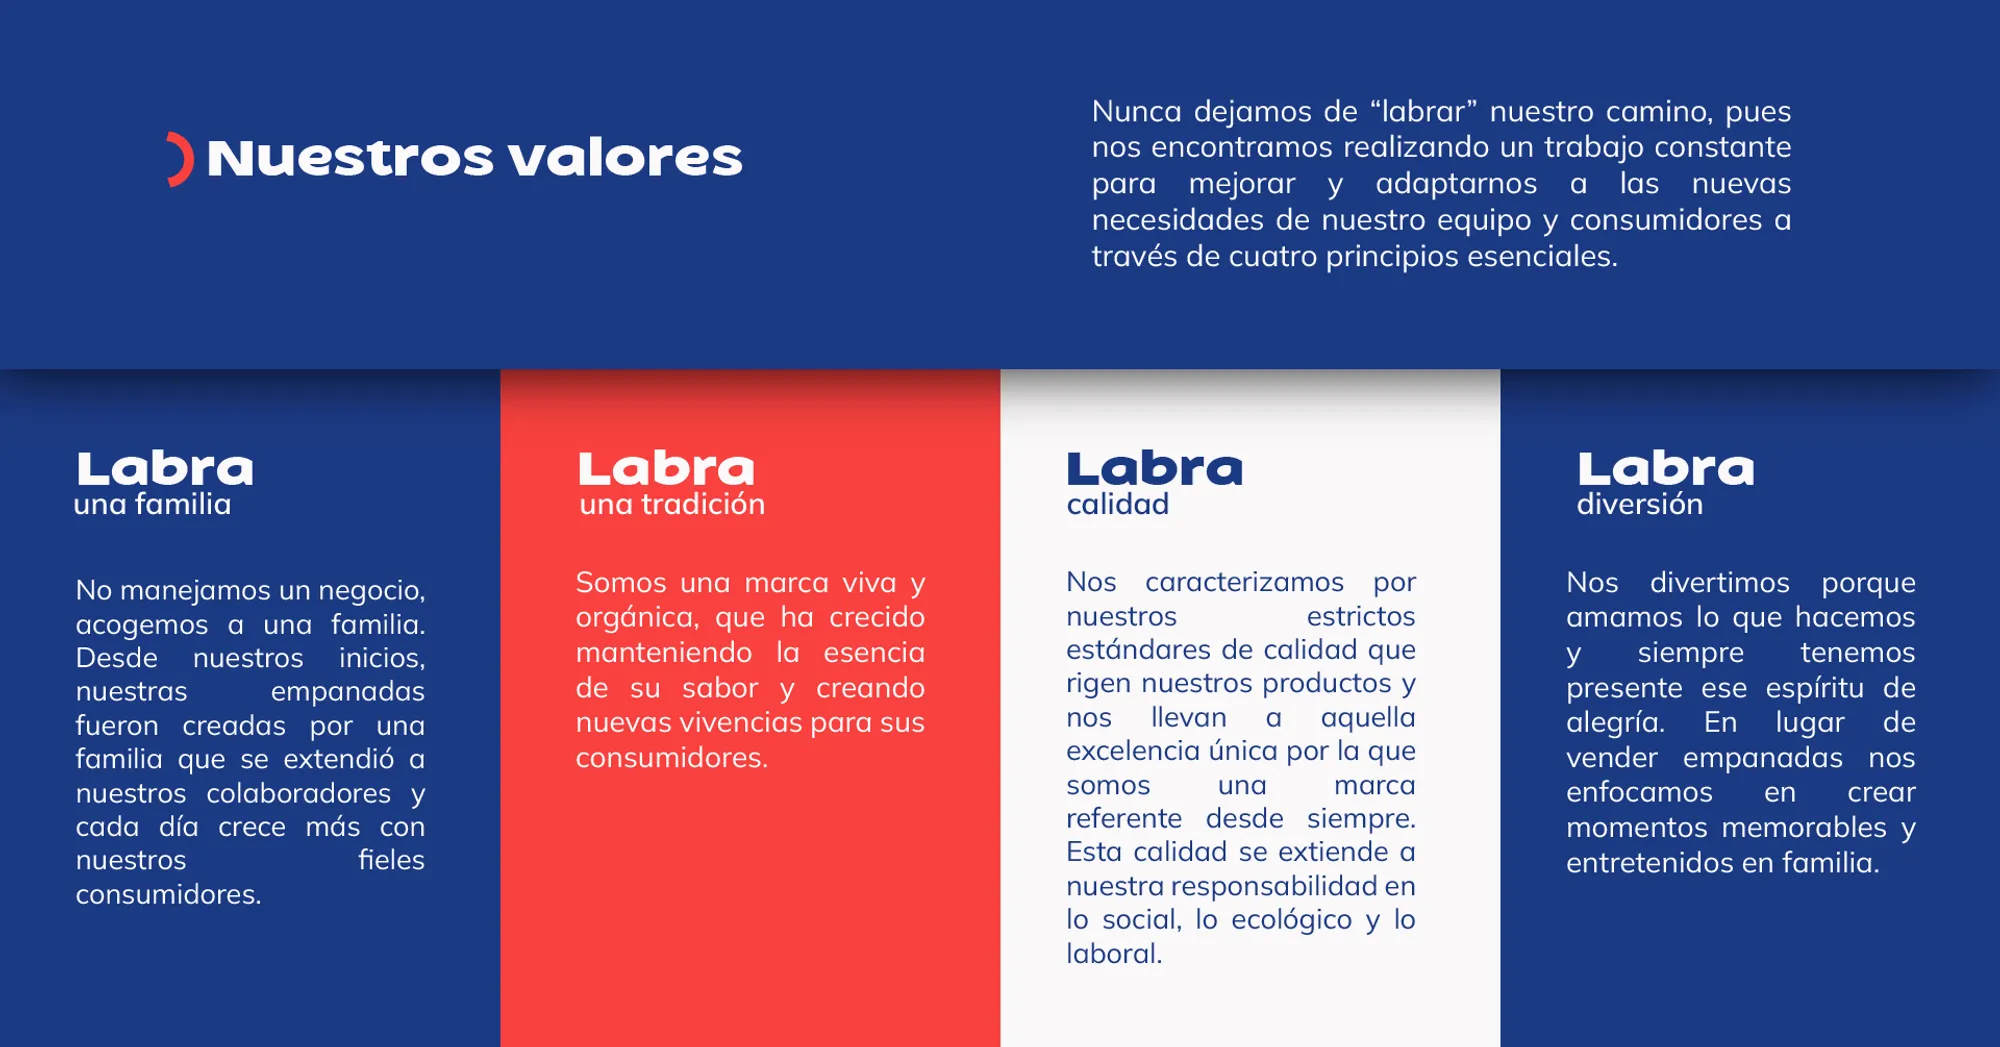 Nuestros valores
Nunca dejamos de “labrar” nuestro camino, pues
nos encontramos realizando un trabajo constante
para mejorar y adaptarnos a las nuevas
necesidades de nuestro equipo y consumidores a
través de cuatro principios esenciales.
Labra
una familia
No manejamos un negocio,
acogemos a una familia.
Desde nuestros inicios,
nuestras empanadas
fueron creadas por una
familia que se extendió a
nuestros colaboradores y
cada día crece más con
nuestros fieles
consumidores.
Labra
una tradición
Somos una marca viva y
orgánica, que ha crecido
manteniendo la esencia
de su sabor y creando
nuevas vivencias para sus
consumidores.
Labra
calidad
Nos caracterizamos por
nuestros estrictos
estándares de calidad que
rigen nuestros productos y
nos llevan a aquella
excelencia única por la que
somos una marca
referente desde siempre.
Esta calidad se extiende a
nuestra responsabilidad en
lo social, lo ecológico y lo
laboral.
Labra
diversión
Nos divertimos porque
amamos lo que hacemos
y siempre tenemos
presente ese espíritu de
alegría. En lugar de
vender empanadas nos
enfocamos en crear
momentos memorables y
entretenidos en familia.